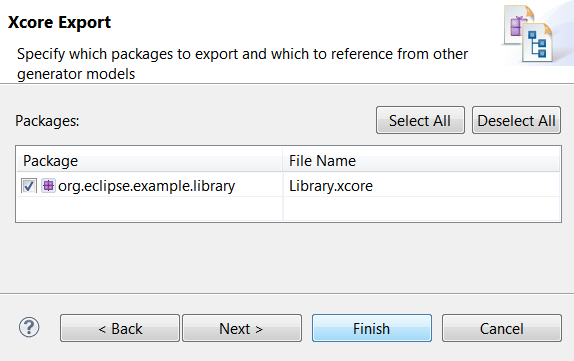 Xcore Export
Specify which packages to export and which to reference from other
generator models
Packages:
Select All
Deselect All
Package
File Name
org.eclipse.example.library
Library.xcore
?
< Back
Next >
Finish
Cancel